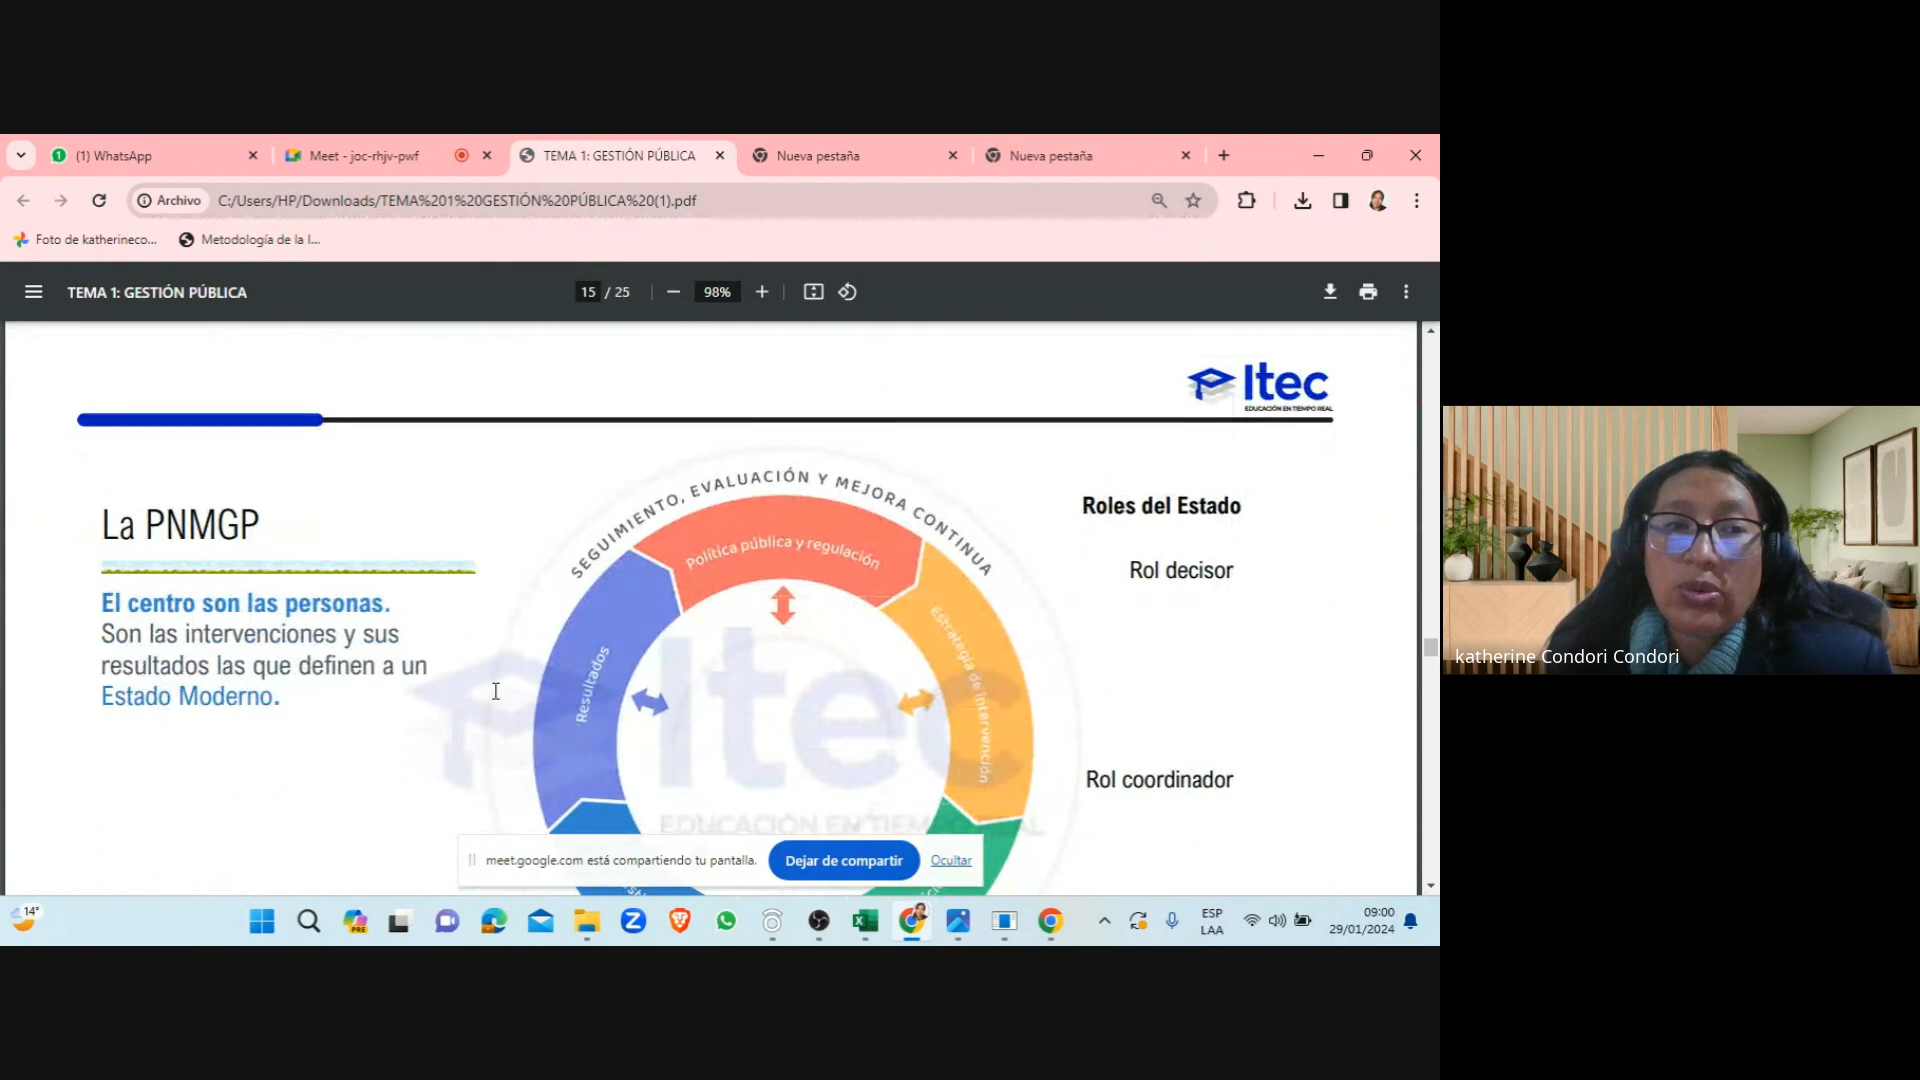 (1) WhatsApp
Meet - joc-rhjv-pwf
TEMA 1: GESTIÓN PÚBLICA
Nueva pestaña
Nueva pestaña
Archivo
C:/Users/HP/Downloads/TEMA%201%20GESTIÓN%20PÚBLICA%20(1).pdf
Foto de katherineco...
Metodología de la I...
TEMA 1: GESTIÓN PÚBLICA
15 / 25
98%
Itec
EDUCACIÓN EN TIEMPO REAL
La PNMGP
El centro son las personas.
Son las intervenciones y sus
resultados las que definen a un
Estado Moderno.
SEGUIMIENTO, EVALUACIÓN Y MEJORA CONTINUA
Política pública y regulación
Estrategia de intervención
Resultados
Itec
Roles del Estado
Rol decisor
Rol coordinador
meet.google.com está compartiendo tu pantalla.
Dejar de compartir
Ocultar
katherine Condori Condori
14°
PRE
ESP
LAA
09:00
29/01/2024